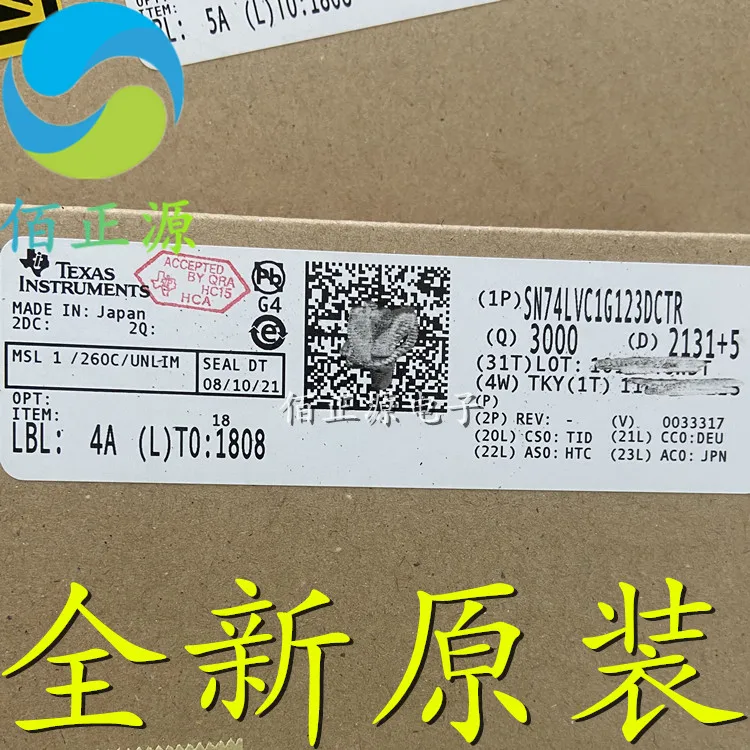 ITEM:
LBL: 5A (L)TO:1808
佰正源
TEXAS
INSTRUMENTS
ACCEPTED
BY QRA
HC15
HCA
Pb
G4
e
MADE IN: Japan
2DC: 2Q:
MSL 1 /260C/UNLIM
SEAL DT
08/10/21
OPT:
ITEM: 18
LBL: 4A (L)TO:1808
(1P) SN74LVC1G123DCTR
(Q) 3000 (D) 2131+5
(31T) LOT:
(4W) TKY(1T)
(P)
(2P) REV: - (V) 0033317
(20L) CSO: TID (21L) CCO: DEU
(22L) ASO: HTC (23L) ACO: JPN
佰正源电子
全新原装